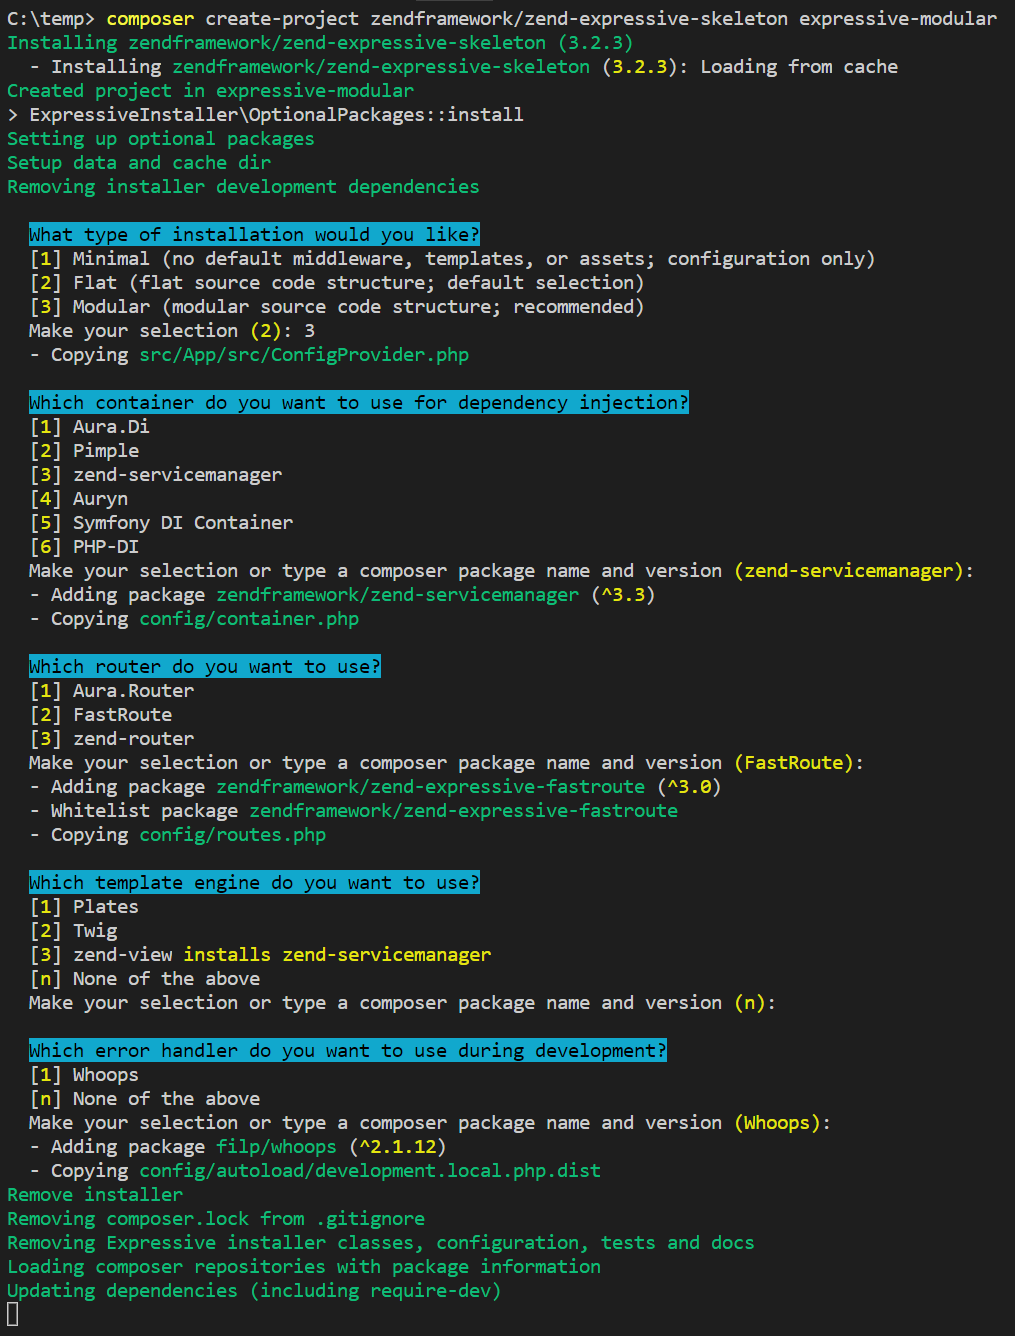 C:\temp> composer create-project zendframework/zend-expressive-skeleton expressive-modular
Installing zendframework/zend-expressive-skeleton (3.2.3)
  - Installing zendframework/zend-expressive-skeleton (3.2.3): Loading from cache
Created project in expressive-modular
> ExpressiveInstaller\OptionalPackages::install
Setting up optional packages
Setup data and cache dir
Removing installer development dependencies

  What type of installation would you like?
  [1] Minimal (no default middleware, templates, or assets; configuration only)
  [2] Flat (flat source code structure; default selection)
  [3] Modular (modular source code structure; recommended)
  Make your selection (2): 3
  - Copying src/App/src/ConfigProvider.php

  Which container do you want to use for dependency injection?
  [1] Aura.Di
  [2] Pimple
  [3] zend-servicemanager
  [4] Auryn
  [5] Symfony DI Container
  [6] PHP-DI
  Make your selection or type a composer package name and version (zend-servicemanager):
  - Adding package zendframework/zend-servicemanager (^3.3)
  - Copying config/container.php

  Which router do you want to use?
  [1] Aura.Router
  [2] FastRoute
  [3] zend-router
  Make your selection or type a composer package name and version (FastRoute):
  - Adding package zendframework/zend-expressive-fastroute (^3.0)
  - Whitelist package zendframework/zend-expressive-fastroute
  - Copying config/routes.php

  Which template engine do you want to use?
  [1] Plates
  [2] Twig
  [3] zend-view installs zend-servicemanager
  [n] None of the above
  Make your selection or type a composer package name and version (n):

  Which error handler do you want to use during development?
  [1] Whoops
  [n] None of the above
  Make your selection or type a composer package name and version (Whoops):
  - Adding package filp/whoops (^2.1.12)
  - Copying config/autoload/development.local.php.dist
Remove installer
Removing composer.lock from .gitignore
Removing Expressive installer classes, configuration, tests and docs
Loading composer repositories with package information
Updating dependencies (including require-dev)